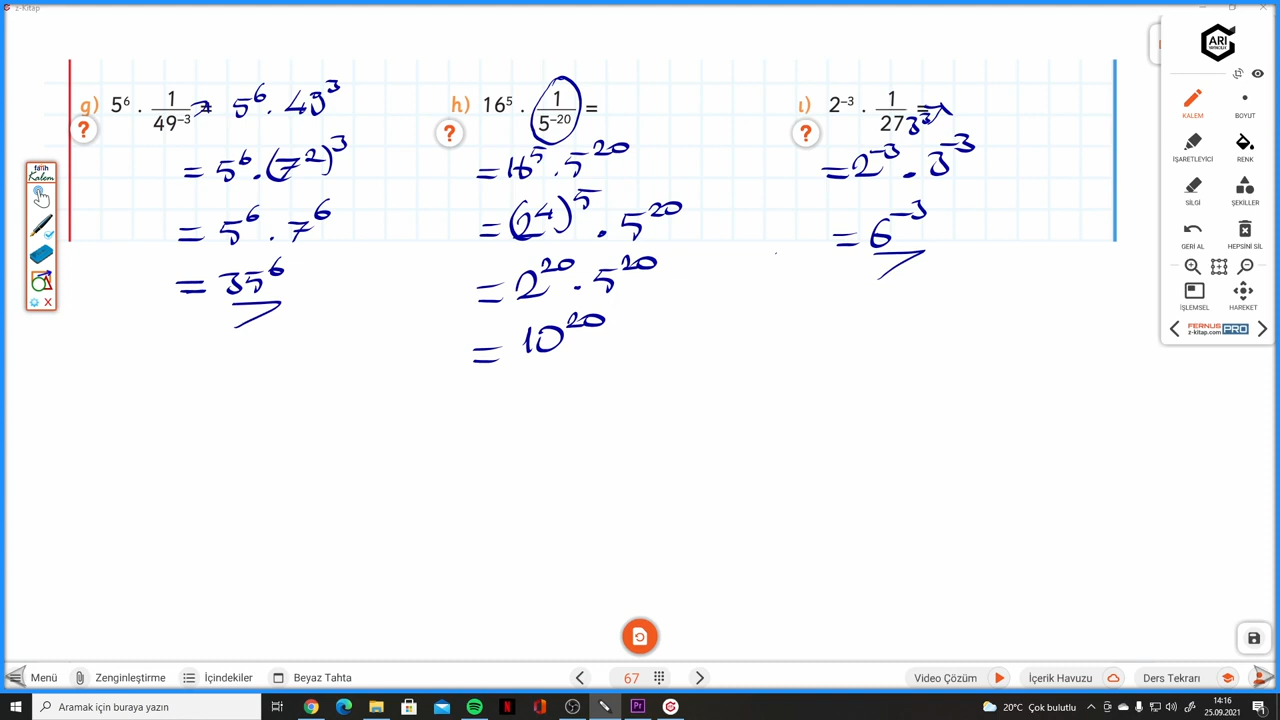 z-Kitap
g) 5⁶ · 1/49⁻³ = 5⁶ · 49³
= 5⁶ · (7²)³
= 5⁶ · 7⁶
= 35⁶
h) 16⁵ · 1/5⁻²⁰ =
= 16⁵ · 5²⁰
= (2⁴)⁵ · 5²⁰
= 2²⁰ · 5²⁰
= 10²⁰
ı) 2⁻³ · 1/27 = 3³
= 2⁻³ · 3⁻³
= 6⁻³
?
?
?
fatih
Kalem
ARI
YAYINCILIK
KALEM
BOYUT
İŞARETLEYİCİ
RENK
SİLGİ
ŞEKİLLER
GERİ AL
HEPSİNİ SİL
İŞLEMSEL
HAREKET
FERNUS PRO
z-kitap.com
Menü
Zenginleştirme
İçindekiler
Beyaz Tahta
67
Video Çözüm
İçerik Havuzu
Ders Tekrarı
Aramak için buraya yazın
20°C Çok bulutlu
14:16
25.09.2021